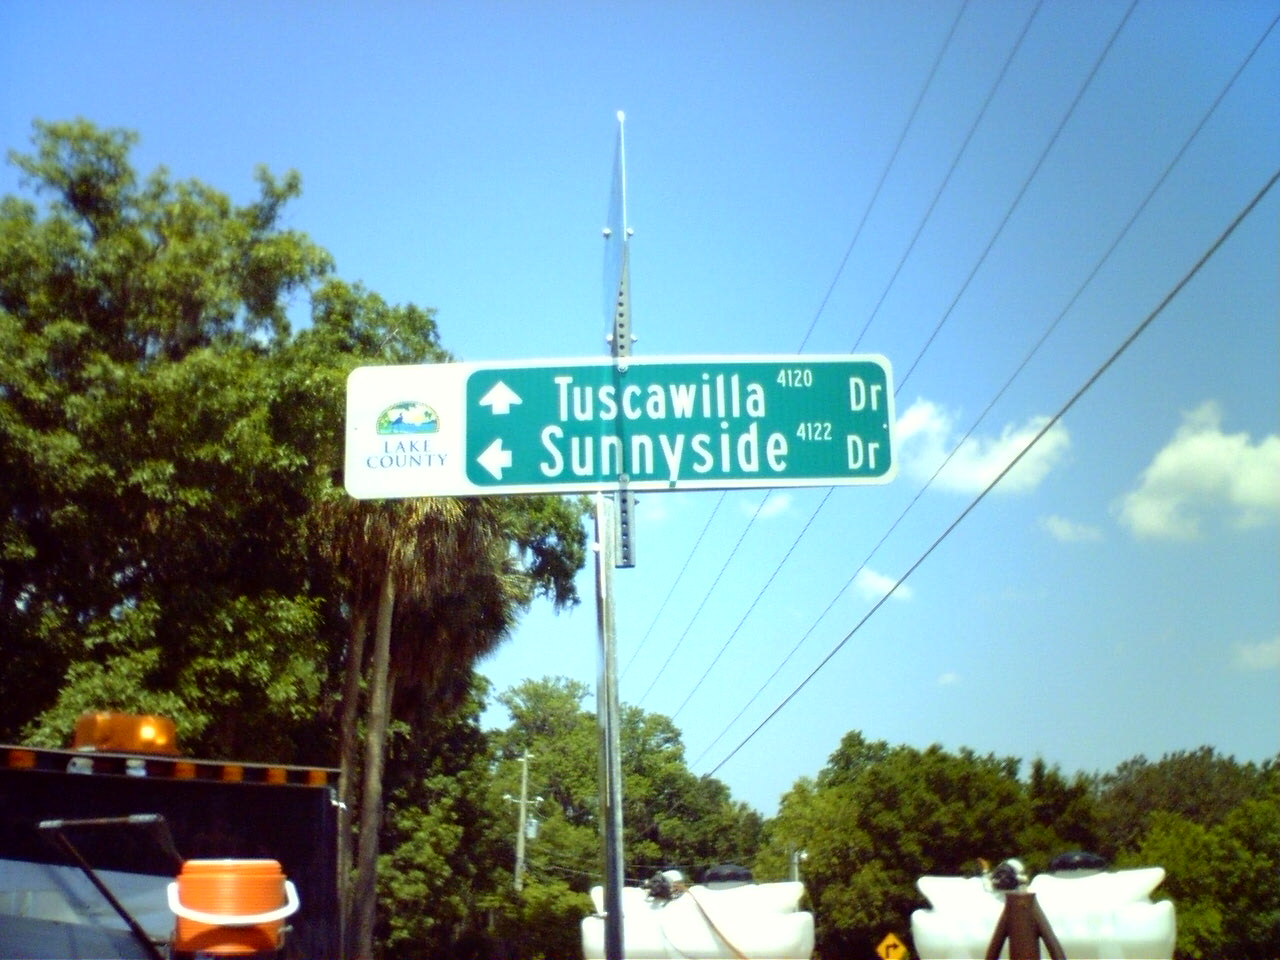 Tuscawilla 4120 Dr
Sunnyside 4122 Dr
LAKE
COUNTY